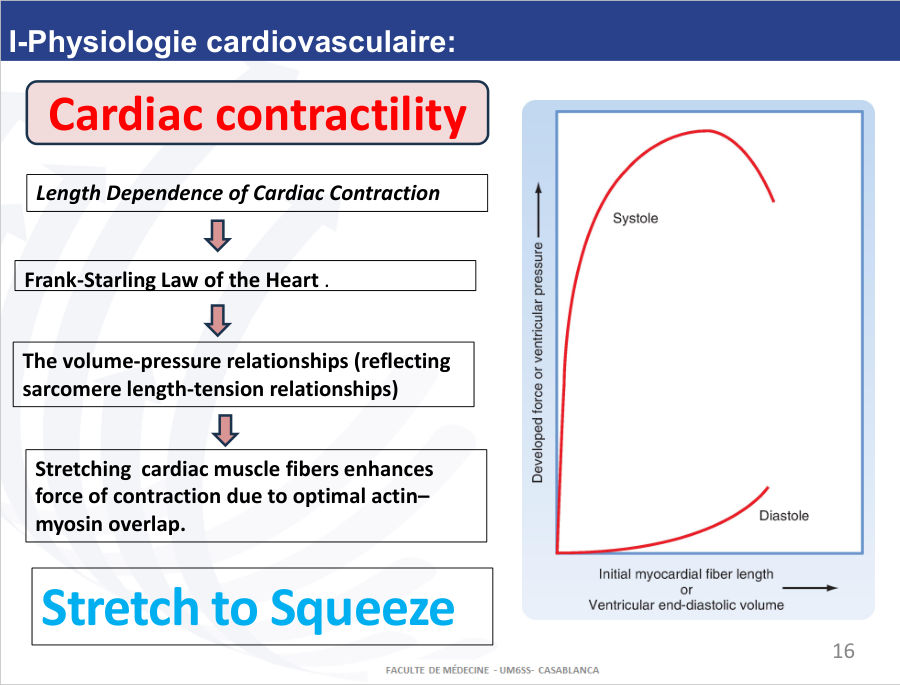 I-Physiologie cardiovasculaire:
Cardiac contractility
Length Dependence of Cardiac Contraction
Frank-Starling Law of the Heart .
The volume-pressure relationships (reflecting
sarcomere length-tension relationships)
Stretching cardiac muscle fibers enhances
force of contraction due to optimal actin–
myosin overlap.
Stretch to Squeeze
Developed force or ventricular pressure
Systole
Diastole
Initial myocardial fiber length
or
Ventricular end-diastolic volume
16
FACULTE DE MÉDECINE - UM6SS- CASABLANCA